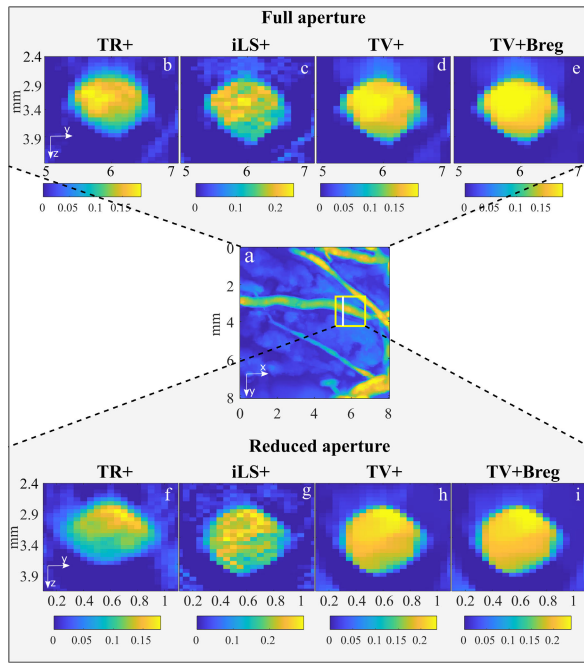 Full aperture
TR+ iLS+ TV+ TV+Breg
b c d e
2.4
2.9
3.4
3.9
mm
y
z
5 6 7 6 7 6 7 6 7
0 0.05 0.1 0.15 0 0.1 0.2 0 0.05 0.1 0.15 0 0.05 0.1 0.15
a
0
2
4
6
8
mm
x
y
0 2 4 6 8
Reduced aperture
TR+ iLS+ TV+ TV+Breg
f g h i
2.4
2.9
3.4
3.9
mm
y
z
0.2 0.4 0.6 0.8 1 0.2 0.4 0.6 0.8 1 0.2 0.4 0.6 0.8 1 0.2 0.4 0.6 0.8 1
0 0.05 0.1 0.15 0 0.1 0.2 0 0.05 0.1 0.15 0.2 0 0.05 0.1 0.15 0.2